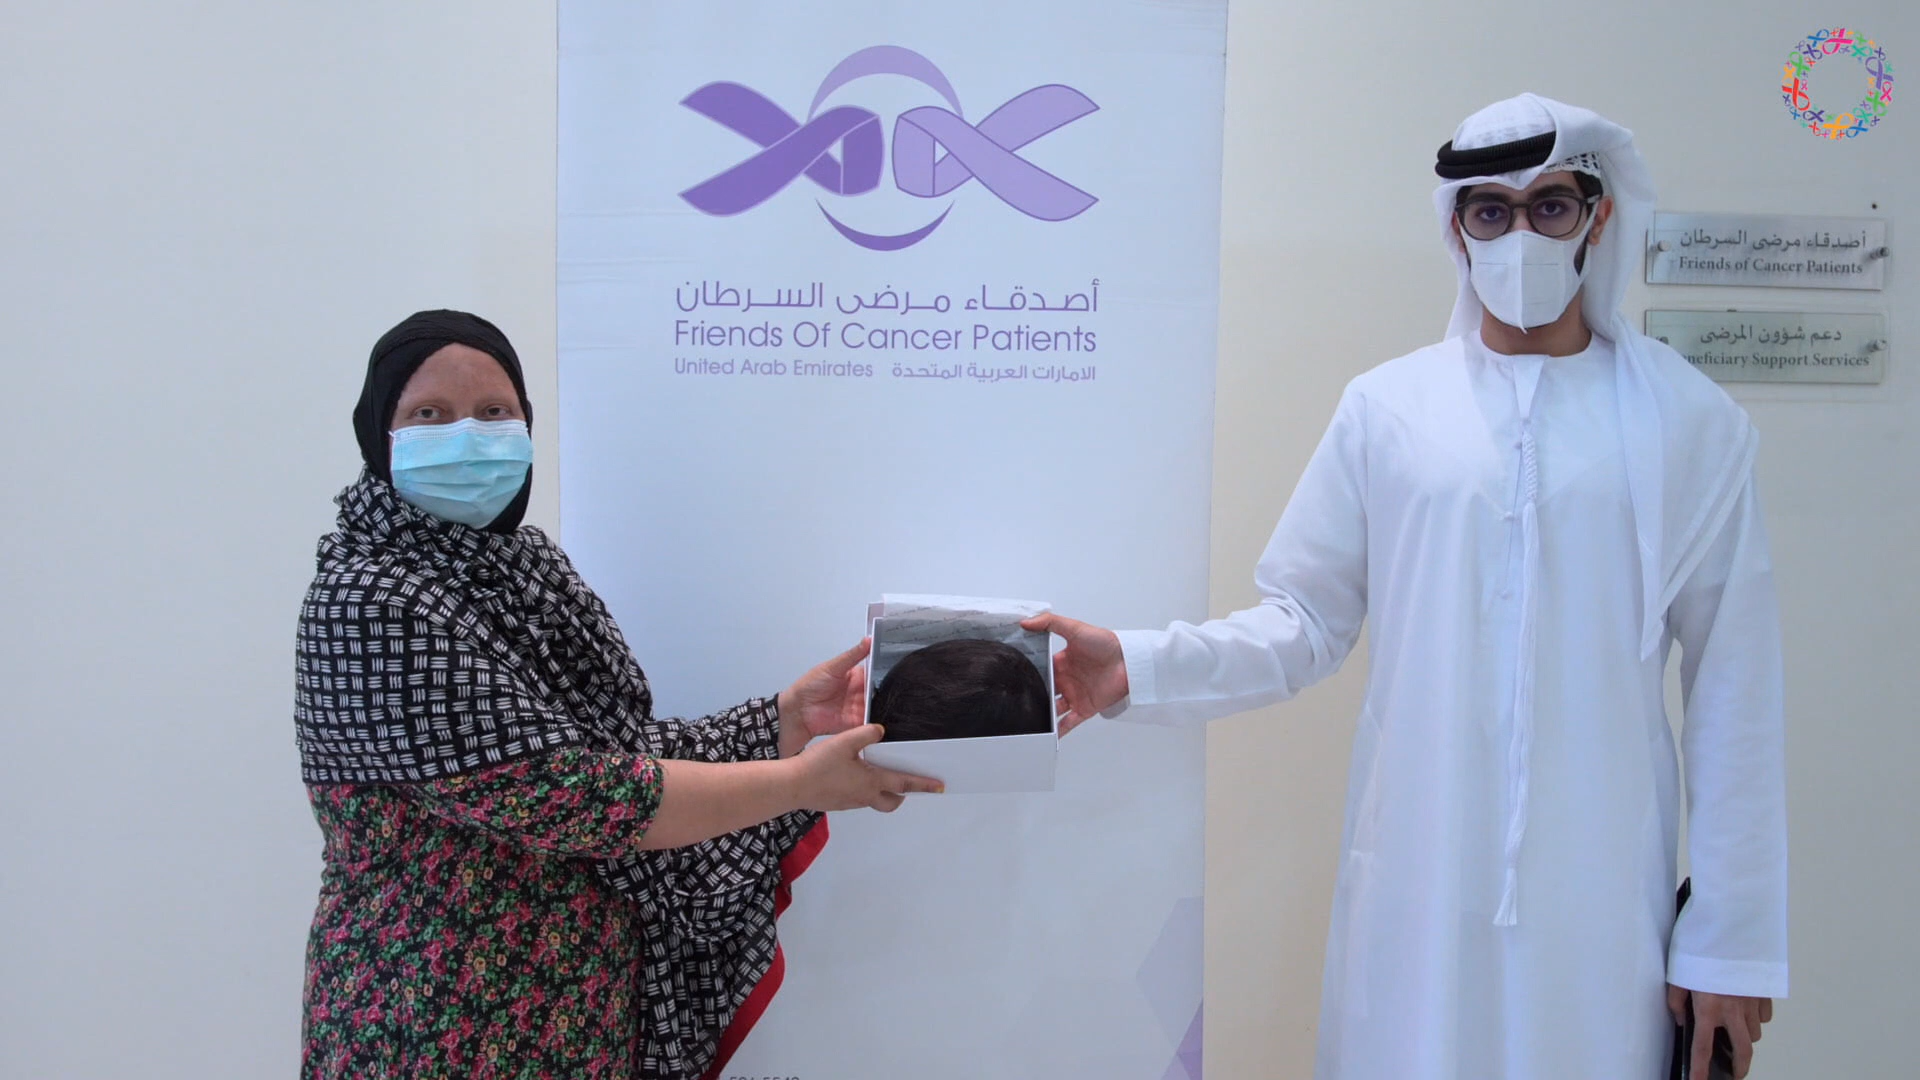 أصدقاء مرضى السرطان
Friends Of Cancer Patients
United Arab Emirates الامارات العربية المتحدة
أصدقاء مرضى السرطان
Friends of Cancer Patients
دعم شؤون المرضى
Support Services